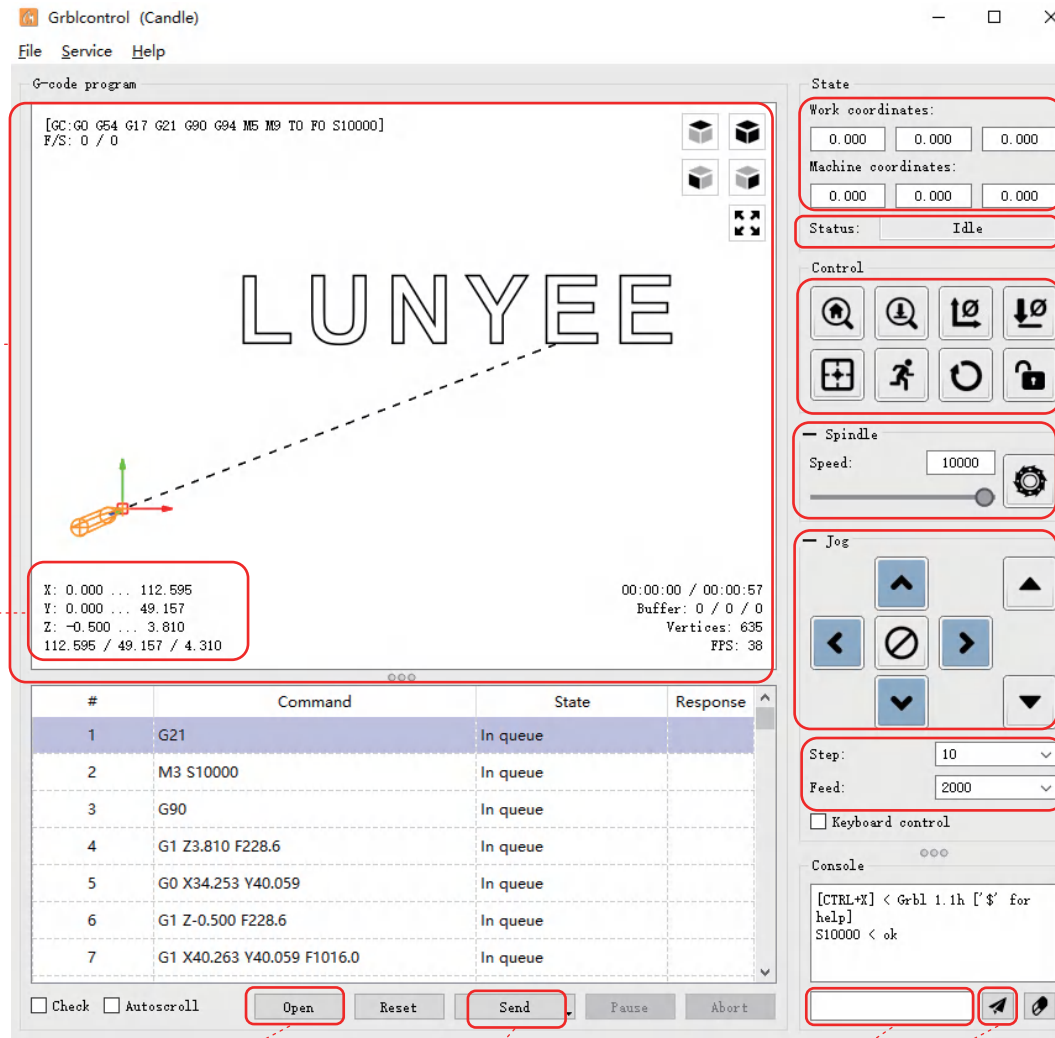 Grblcontrol (Candle)
File Service Help
G-code program
[GC:G0 G54 G17 G21 G90 G94 M5 M9 T0 F0 S10000]
F/S: 0 / 0
LUNYEE
X: 0.000 ... 112.595
Y: 0.000 ... 49.157
Z: -0.500 ... 3.810
112.595 / 49.157 / 4.310
00:00:00 / 00:00:57
Buffer: 0 / 0 / 0
Vertices: 635
FPS: 38
# Command State Response
1 G21 In queue
2 M3 S10000 In queue
3 G90 In queue
4 G1 Z3.810 F228.6 In queue
5 G0 X34.253 Y40.059 In queue
6 G1 Z-0.500 F228.6 In queue
7 G1 X40.263 Y40.059 F1016.0 In queue
Check Autoscroll Open Reset Send Pause Abort
State
Work coordinates:
0.000 0.000 0.000
Machine coordinates:
0.000 0.000 0.000
Status: Idle
Control
Spindle
Speed: 10000
Jog
Step: 10
Feed: 2000
Keyboard control
Console
[CTRL+X] < Grbl 1.1h ['$' for
help]
S10000 < ok